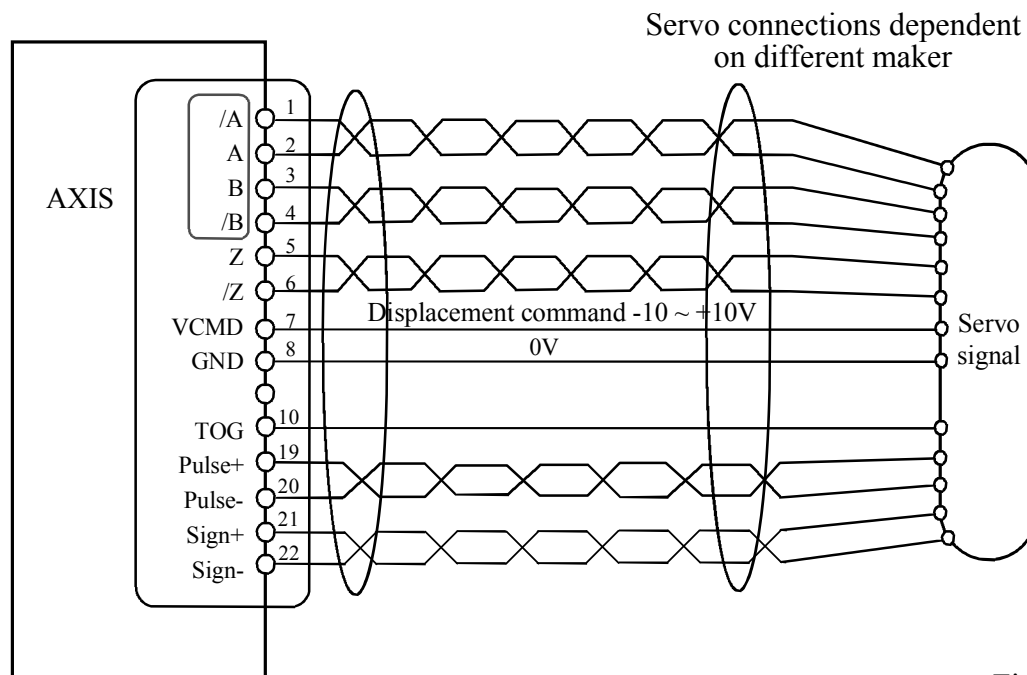 Servo connections dependent
on different maker
AXIS
/A 1
A 2
B 3
/B 4
Z 5
/Z 6
Displacement command -10 ~ +10V
VCMD 7
0V
GND 8
TOG 10
Pulse+ 19
Pulse- 20
Sign+ 21
Sign- 22
Servo
signal